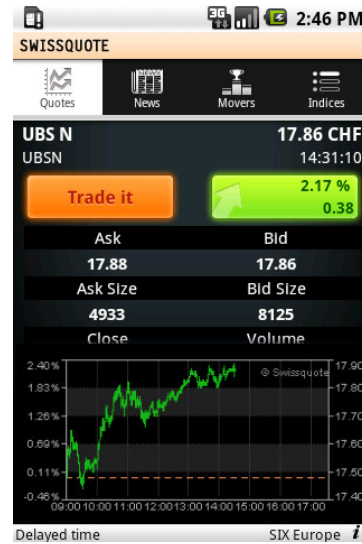 3G 2:46 PM
SWISSQUOTE
Quotes News Movers Indices
UBS N 17.86 CHF
UBSN 14:31:10
Trade it 2.17 %
0.38
Ask Bid
17.88 17.86
Ask Size Bid Size
4933 8125
Close Volume
2.40% © Swissquote 17.90
1.83% 17.80
1.26% 17.70
0.69% 17.60
0.11% 17.50
-0.46% 17.40
09:00 10:00 11:00 12:00 13:00 14:00 15:00 16:00 17:00
Delayed time SIX Europe i